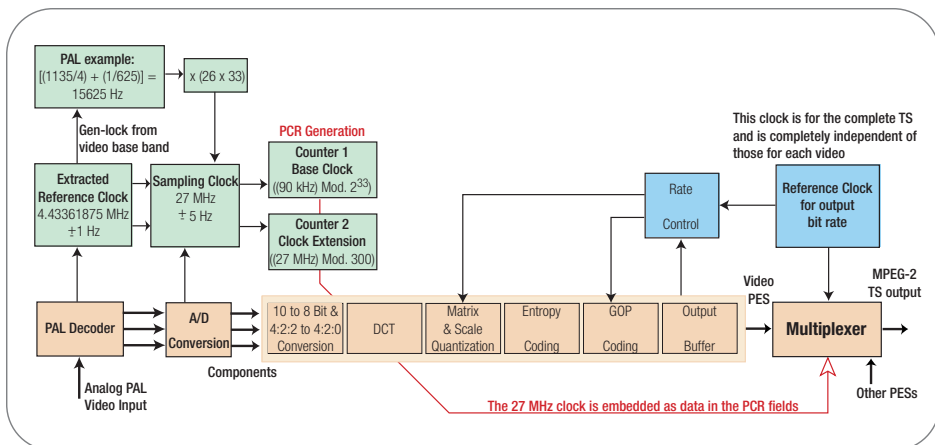 PAL example:
[(1135/4) + (1/625)] =
15625 Hz
x (26 x 33)
Gen-lock from
video base band
PCR Generation
This clock is for the complete TS
and is completely independent of
those for each video
Extracted
Reference Clock
4.43361875 MHz
±1 Hz
Sampling Clock
27 MHz
± 5 Hz
Counter 1
Base Clock
((90 kHz) Mod. 2³³)
Counter 2
Clock Extension
((27 MHz) Mod. 300)
Rate
Control
Reference Clock
for output
bit rate
PAL Decoder
A/D
Conversion
10 to 8 Bit &
4:2:2 to 4:2:0
Conversion
DCT
Matrix
& Scale
Quantization
Entropy
Coding
GOP
Coding
Output
Buffer
Video
PES
Multiplexer
MPEG-2
TS output
Components
Analog PAL
Video Input
Other PESs
The 27 MHz clock is embedded as data in the PCR fields